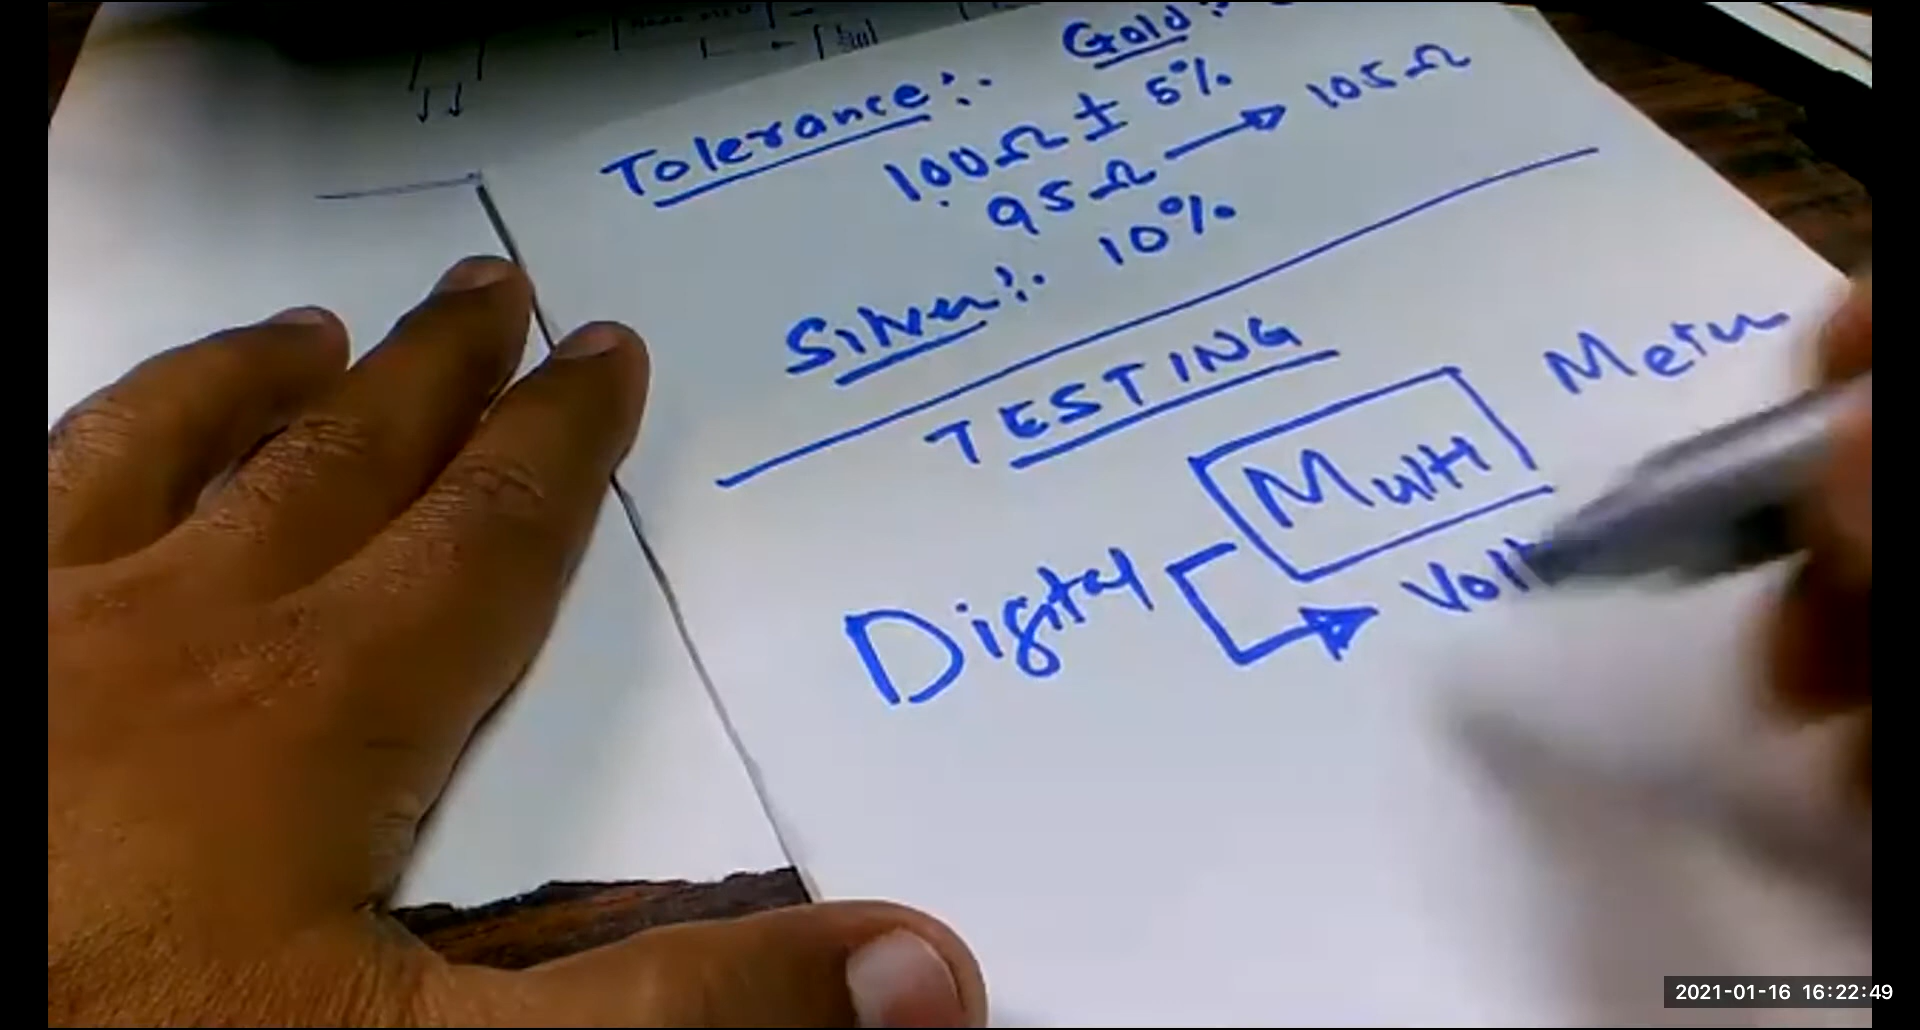 Gold:-
Tolerance:-
100Ω ± 5%
95Ω → 105Ω
Silver:- 10%
TESTING
Multi Meter
Digital
Volt
2021-01-16 16:22:49